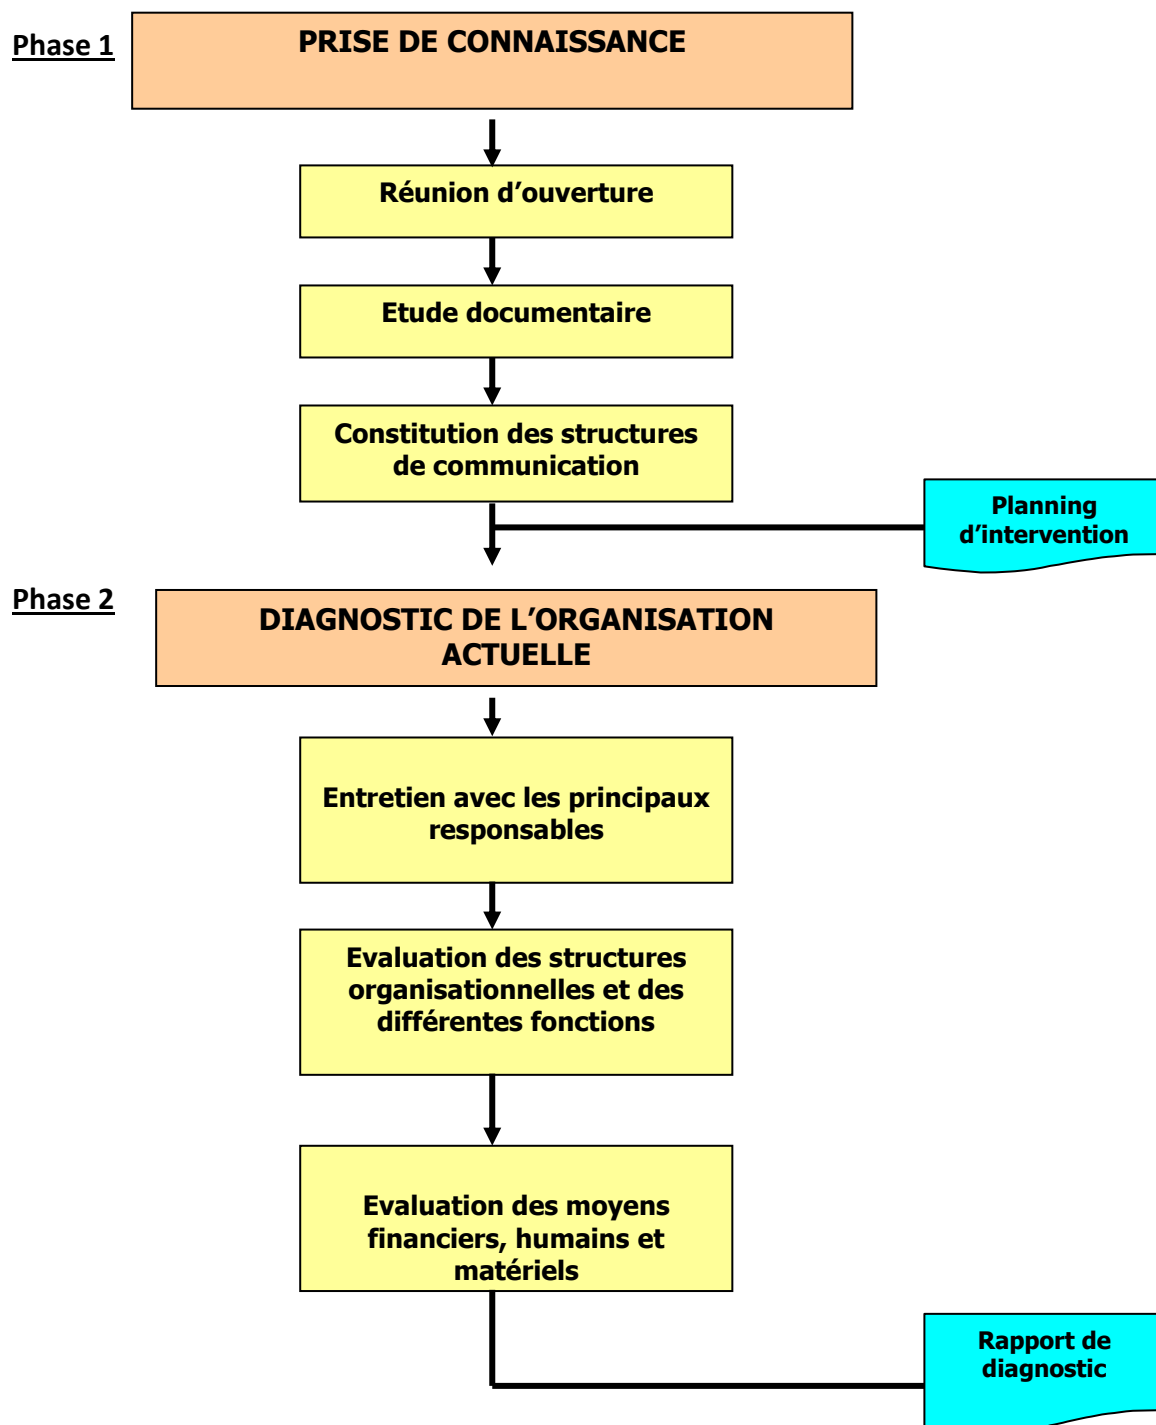 Phase 1
PRISE DE CONNAISSANCE
Réunion d’ouverture
Etude documentaire
Constitution des structures
de communication
Planning
d’intervention
Phase 2
DIAGNOSTIC DE L’ORGANISATION
ACTUELLE
Entretien avec les principaux
responsables
Evaluation des structures
organisationnelles et des
différentes fonctions
Evaluation des moyens
financiers, humains et
matériels
Rapport de
diagnostic